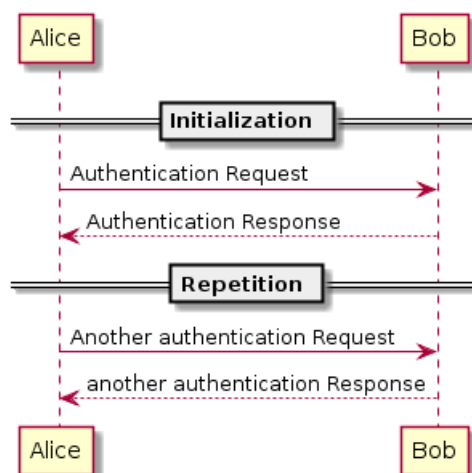 Alice Bob
Initialization
Authentication Request
Authentication Response
Repetition
Another authentication Request
another authentication Response
Alice Bob